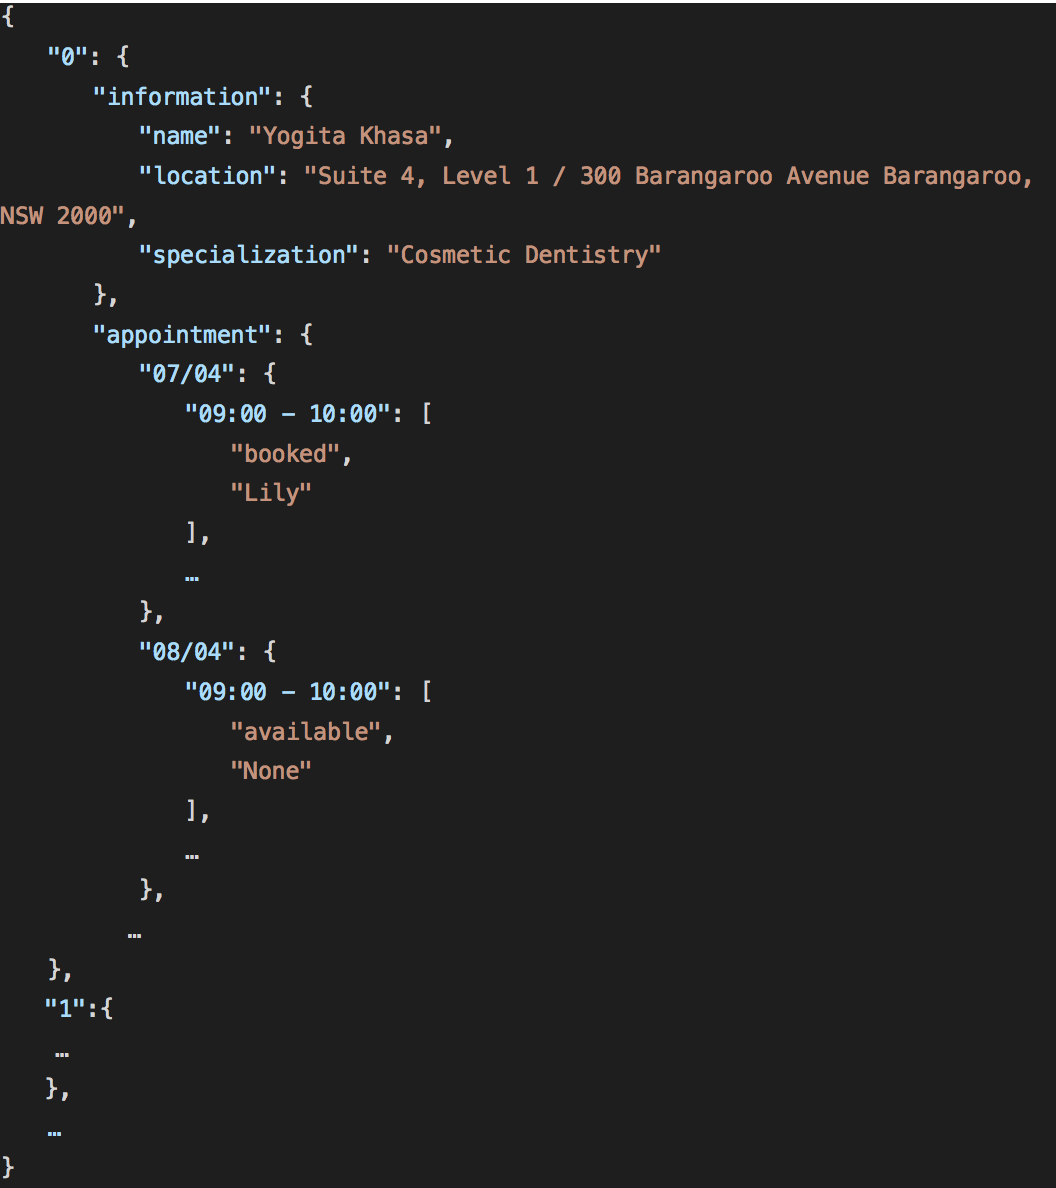 {
"0": {
"information": {
"name": "Yogita Khasa",
"location": "Suite 4, Level 1 / 300 Barangaroo Avenue Barangaroo,
NSW 2000",
"specialization": "Cosmetic Dentistry"
},
"appointment": {
"07/04": {
"09:00 – 10:00": [
"booked",
"Lily"
],
…
},
"08/04": {
"09:00 – 10:00": [
"available",
"None"
],
…
},
…
},
"1":{
…
},
…
}